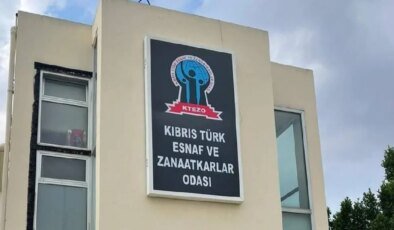 KTEZO
KIBRIS TÜRK
ESNAF VE
ZANAATKARLAR
ODASI